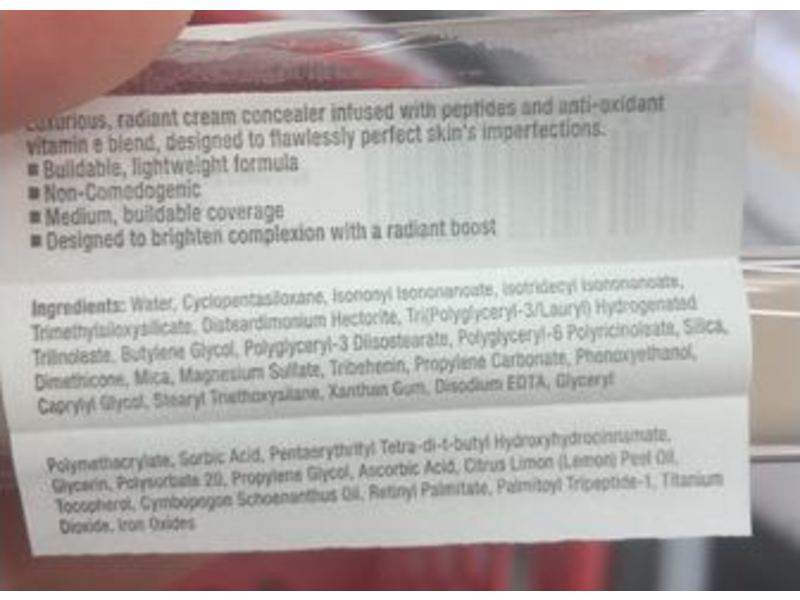 Luxurious, radiant cream concealer infused with peptides and anti-oxidant
vitamin e blend, designed to flawlessly perfect skin's imperfections.
■ Buildable, lightweight formula
■ Non-Comedogenic
■ Medium, buildable coverage
■ Designed to brighten complexion with a radiant boost
Ingredients: Water, Cyclopentasiloxane, Isononyl Isononanoate, Isotridecyl Isononanoate,
Trimethylsiloxysilicate, Disteardimonium Hectorite, Tri(Polyglyceryl-3/Lauryl) Hydrogenated
Trilinoleate, Butylene Glycol, Polyglyceryl-3 Diisostearate, Polyglyceryl-6 Polyricinoleate, Silica,
Dimethicone, Mica, Magnesium Sulfate, Tribehenin, Propylene Carbonate, Phenoxyethanol,
Caprylyl Glycol, Stearyl Triethoxysilane, Xanthan Gum, Disodium EDTA, Glyceryl
Polymethacrylate, Sorbic Acid, Pentaerythrityl Tetra-di-t-butyl Hydroxyhydrocinnamate,
Glycerin, Polysorbate 20, Propylene Glycol, Ascorbic Acid, Citrus Limon (Lemon) Peel Oil,
Tocopherol, Cymbopogon Schoenanthus Oil, Retinyl Palmitate, Palmitoyl Tripeptide-1, Titanium
Dioxide, Iron Oxides